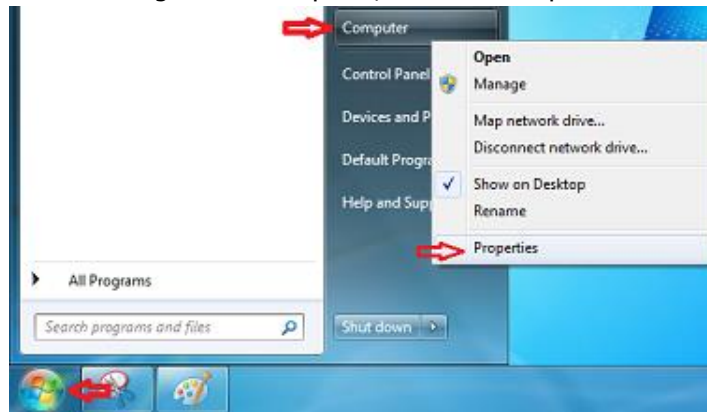 Computer
Control Panel
Devices and P
Default Progra
Help and Supp
Open
Manage
Map network drive...
Disconnect network drive...
Show on Desktop
Rename
Properties
All Programs
Search programs and files
Shut down